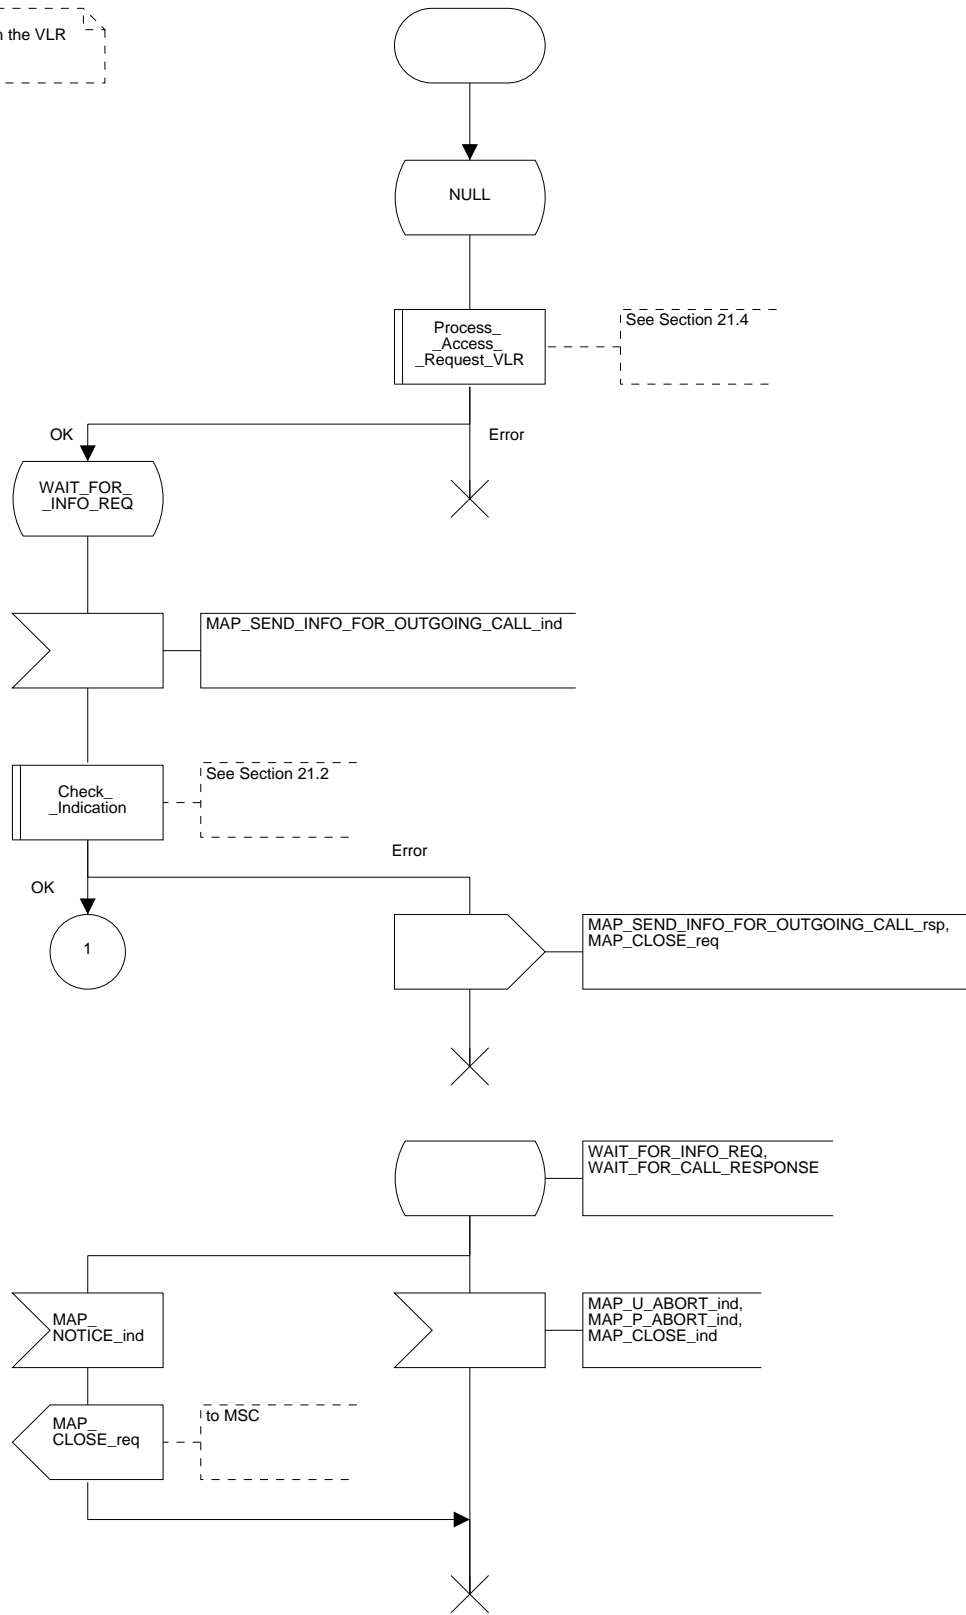 n the VLR
NULL
Process_
_Access_
_Request_VLR
See Section 21.4
OK
Error
WAIT_FOR_
_INFO_REQ
MAP_SEND_INFO_FOR_OUTGOING_CALL_ind
Check_
_Indication
See Section 21.2
Error
OK
1
MAP_SEND_INFO_FOR_OUTGOING_CALL_rsp,
MAP_CLOSE_req
WAIT_FOR_INFO_REQ,
WAIT_FOR_CALL_RESPONSE
MAP_
NOTICE_ind
MAP_U_ABORT_ind,
MAP_P_ABORT_ind,
MAP_CLOSE_ind
MAP_
CLOSE_req
to MSC